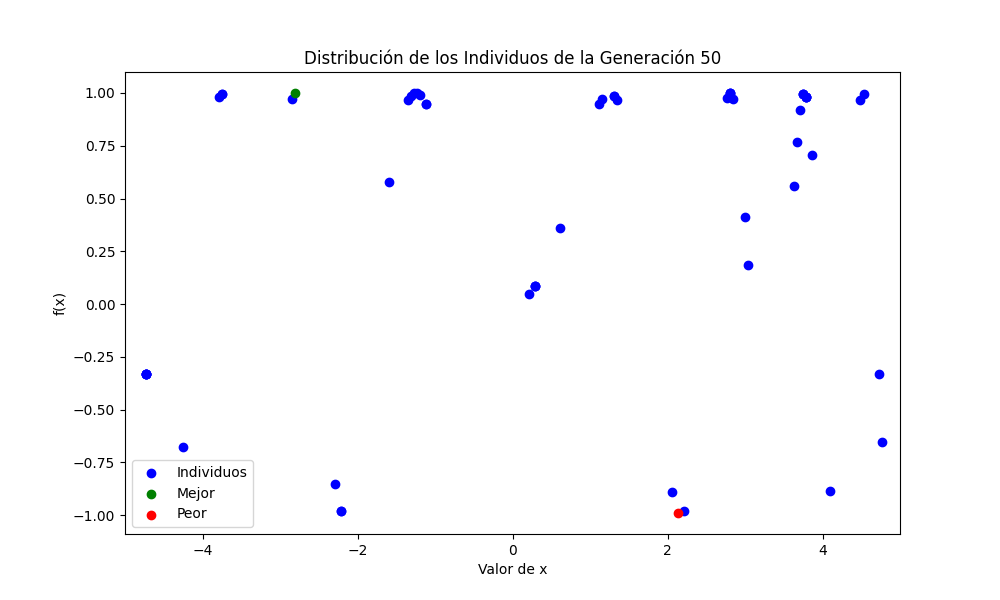 Distribución de los Individuos de la Generación 50
f(x)
1.00
0.75
0.50
0.25
0.00
−0.25
−0.50
−0.75
−1.00
Individuos
Mejor
Peor
−4 −2 0 2 4
Valor de x